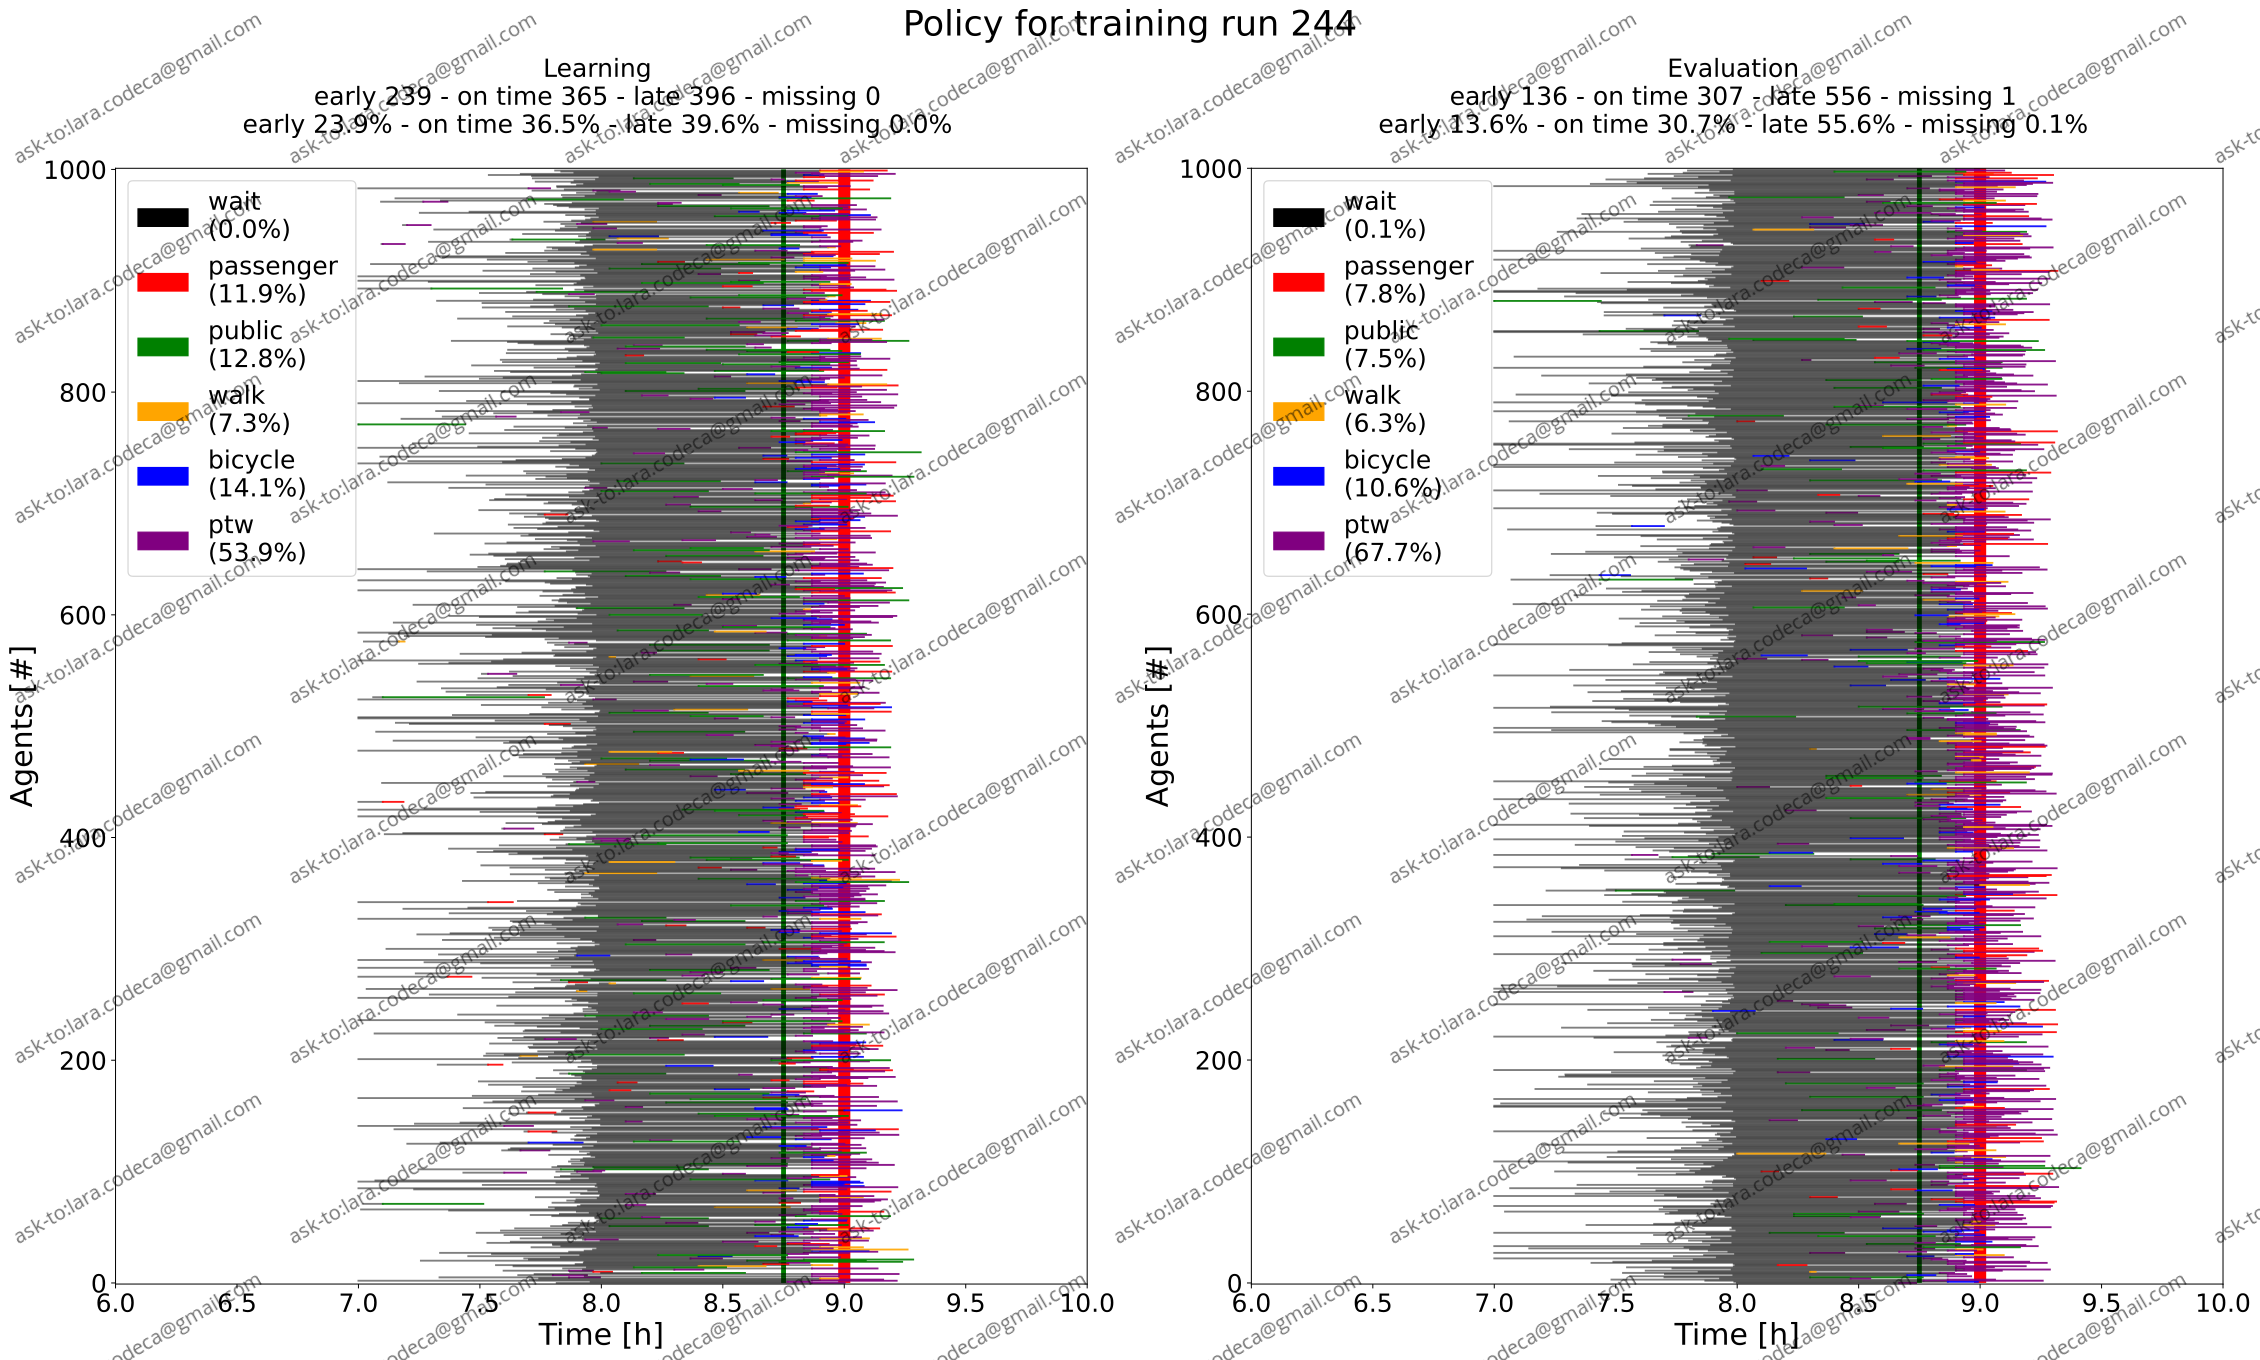 Policy for training run 244
Learning
early 239 - on time 365 - late 396 - missing 0
early 23.9% - on time 36.5% - late 39.6% - missing 0.0%
1000
800
600
400
200
0
Agents [#]
wait
(0.0%)
passenger
(11.9%)
public
(12.8%)
walk
(7.3%)
bicycle
(14.1%)
ptw
(53.9%)
6.0 6.5 7.0 7.5 8.0 8.5 9.0 9.5 10.0
Time [h]
Evaluation
early 136 - on time 307 - late 556 - missing 1
early 13.6% - on time 30.7% - late 55.6% - missing 0.1%
1000
800
600
400
200
0
Agents [#]
wait
(0.1%)
passenger
(7.8%)
public
(7.5%)
walk
(6.3%)
bicycle
(10.6%)
ptw
(67.7%)
6.0 6.5 7.0 7.5 8.0 8.5 9.0 9.5 10.0
Time [h]
ask-to:lara.codeca@gmail.com